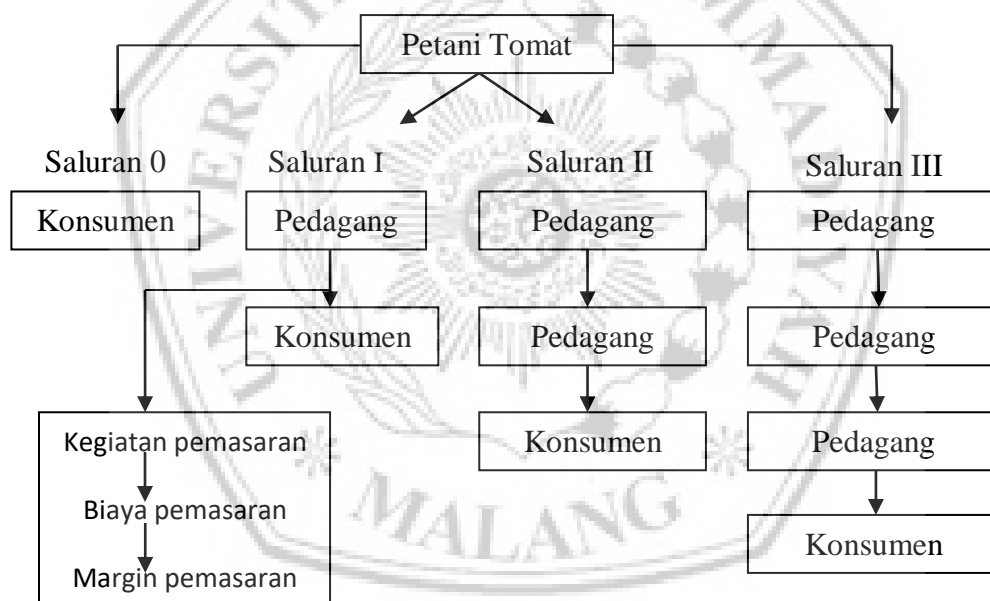 Petani Tomat
Saluran 0
Saluran I
Saluran II
Saluran III
Konsumen
Pedagang
Pedagang
Pedagang
Konsumen
Pedagang
Pedagang
Kegiatan pemasaran
Biaya pemasaran
Margin pemasaran
Konsumen
Pedagang
Konsumen
MALANG